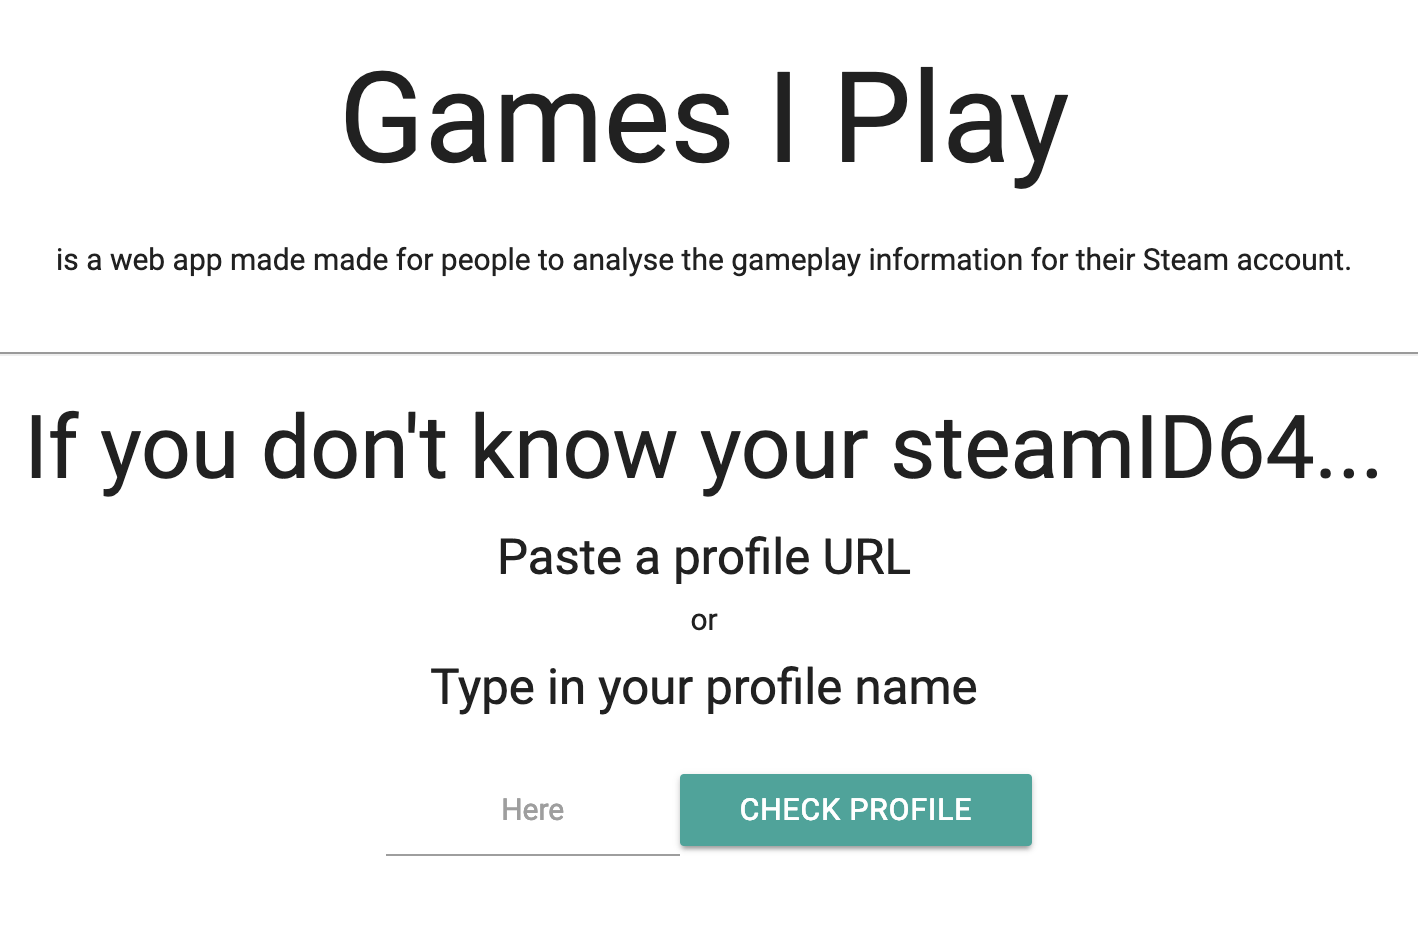 Games I Play
is a web app made made for people to analyse the gameplay information for their Steam account.
If you don't know your steamID64...
Paste a profile URL
or
Type in your profile name
Here
CHECK PROFILE